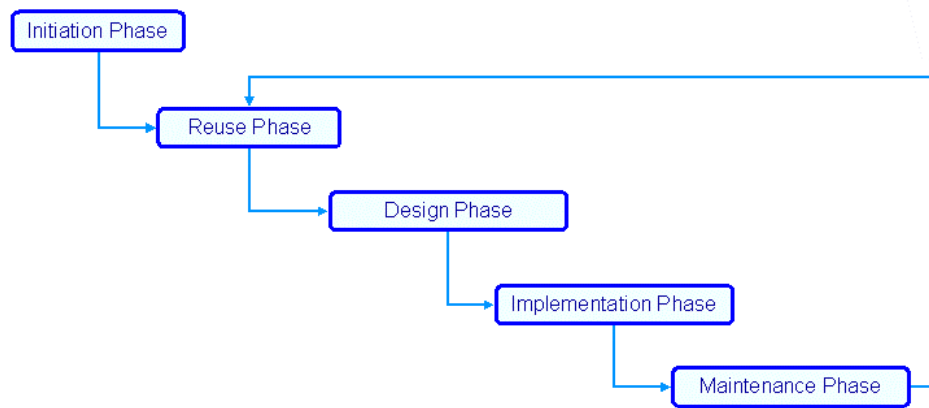 Initiation Phase
Reuse Phase
Design Phase
Implementation Phase
Maintenance Phase